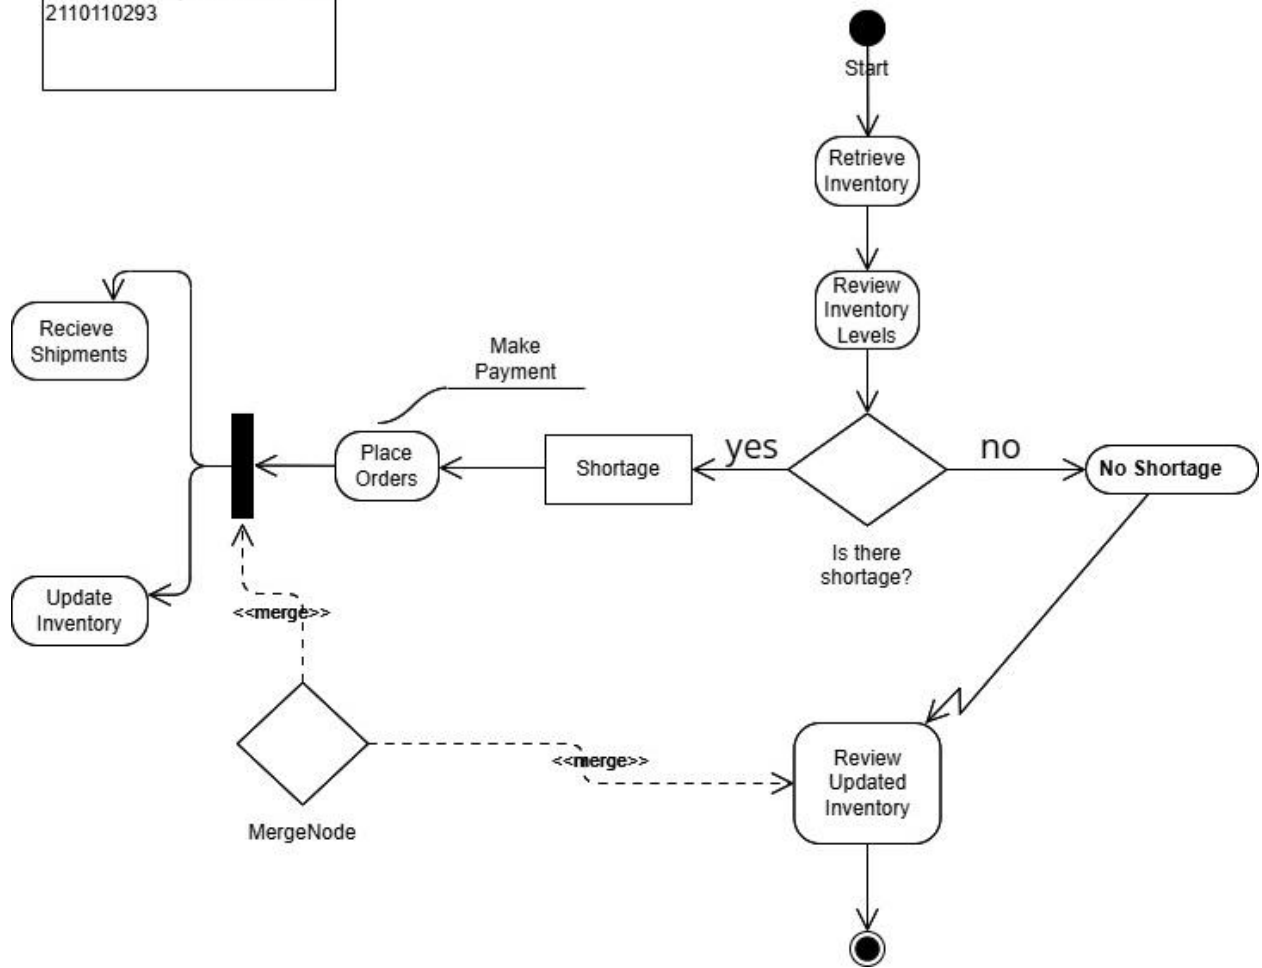 2110110293
Start
Retrieve
Inventory
Review
Inventory
Levels
Recieve
Shipments
Make
Payment
Place
Orders
Shortage
yes
no
No Shortage
Is there
shortage?
Update
Inventory
<<merge>>
<<merge>>
Review
Updated
Inventory
MergeNode